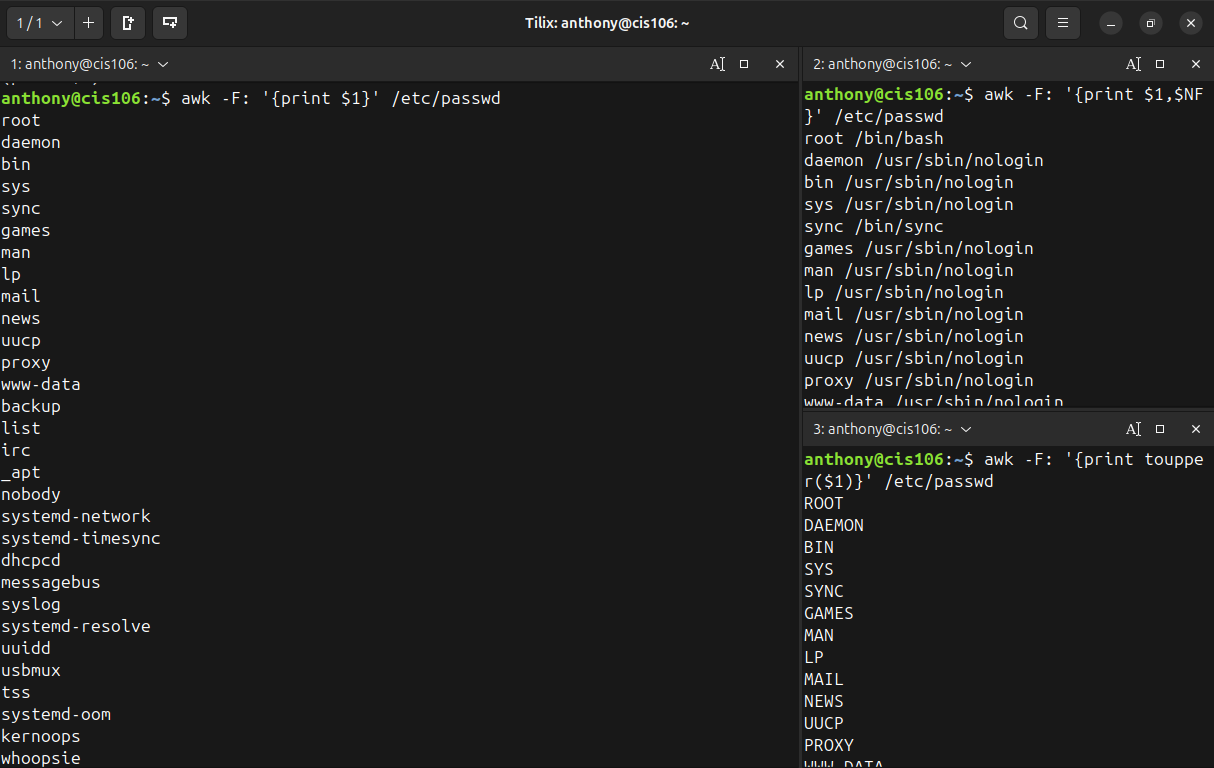 1 / 1
Tilix: anthony@cis106: ~
1: anthony@cis106: ~
anthony@cis106:~$ awk -F: '{print $1}' /etc/passwd
root
daemon
bin
sys
sync
games
man
lp
mail
news
uucp
proxy
www-data
backup
list
irc
_apt
nobody
systemd-network
systemd-timesync
dhcpcd
messagebus
syslog
systemd-resolve
uuidd
usbmux
tss
systemd-oom
kernoops
whoopsie
2: anthony@cis106: ~
anthony@cis106:~$ awk -F: '{print $1,$NF
}' /etc/passwd
root /bin/bash
daemon /usr/sbin/nologin
bin /usr/sbin/nologin
sys /usr/sbin/nologin
sync /bin/sync
games /usr/sbin/nologin
man /usr/sbin/nologin
lp /usr/sbin/nologin
mail /usr/sbin/nologin
news /usr/sbin/nologin
uucp /usr/sbin/nologin
proxy /usr/sbin/nologin
www-data /usr/sbin/nologin
3: anthony@cis106: ~
anthony@cis106:~$ awk -F: '{print touppe
r($1)}' /etc/passwd
ROOT
DAEMON
BIN
SYS
SYNC
GAMES
MAN
LP
MAIL
NEWS
UUCP
PROXY
WWW-DATA